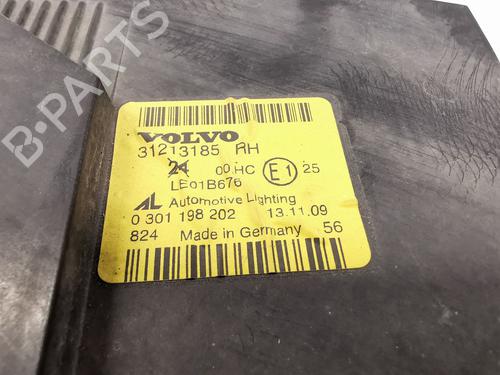 B-PARTS
VOLVO
31213185 RH
24 00 HC E1 25
LE01B676
AL Automotive Lighting
0 301 198 202 13.11.09
824 Made in Germany 56